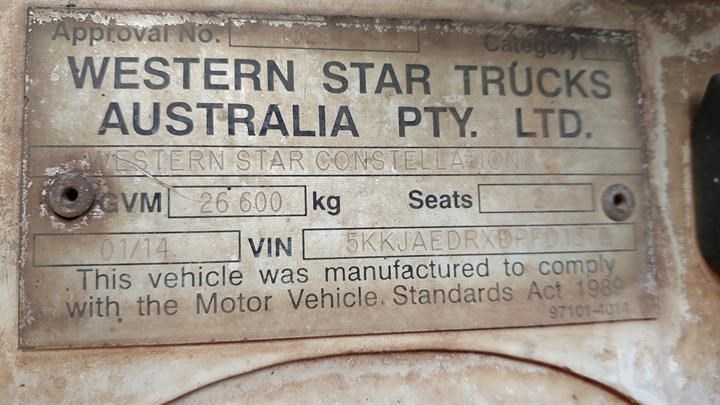 Approval No. Category
WESTERN STAR TRUCKS
AUSTRALIA PTY. LTD.
WESTERN STAR CONSTELLATION
GVM 26 600 kg Seats 2
01/14 VIN
This vehicle was manufactured to comply
with the Motor Vehicle Standards Act 1989
97101-4014